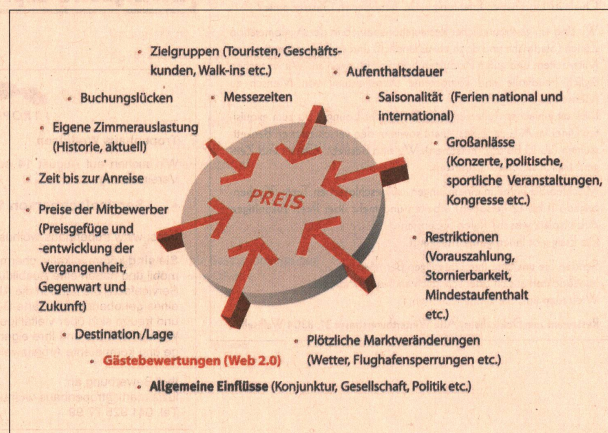 • Zielgruppen (Touristen, Geschäfts-
kunden, Walk-ins etc.)
• Aufenthaltsdauer
• Buchungslücken
• Messezeiten
• Saisonalität (Ferien national und
international)
• Eigene Zimmerauslastung
(Historie, aktuell)
• Großanlässe
(Konzerte, politische,
sportliche Veranstaltungen,
Kongresse etc.)
• Zeit bis zur Anreise
PREIS
• Preise der Mitbewerber
(Preisgefüge und
-entwicklung der
Vergangenheit,
Gegenwart und
Zukunft)
• Restriktionen
(Vorauszahlung,
Stornierbarkeit,
Mindestaufenthalt
etc.)
• Destination/Lage
• Plötzliche Marktveränderungen
(Wetter, Flughafensperrungen etc.)
• Gästebewertungen (Web 2.0)
• Allgemeine Einflüsse (Konjunktur, Gesellschaft, Politik etc.)